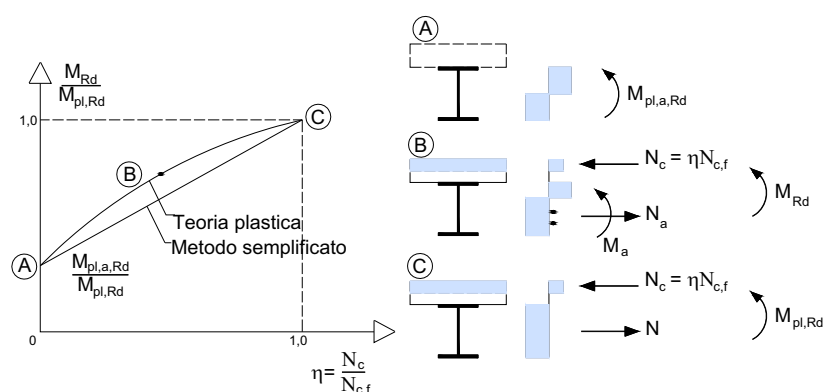 M_Rd
M_pl,Rd
1,0
A
B
C
Teoria plastica
Metodo semplificato
M_pl,a,Rd
M_pl,Rd
0
1,0
η = N_c
N_c,f
A
M_pl,a,Rd
B
N_c = ηN_c,f
M_Rd
N_a
M_a
C
N_c = ηN_c,f
M_pl,Rd
N